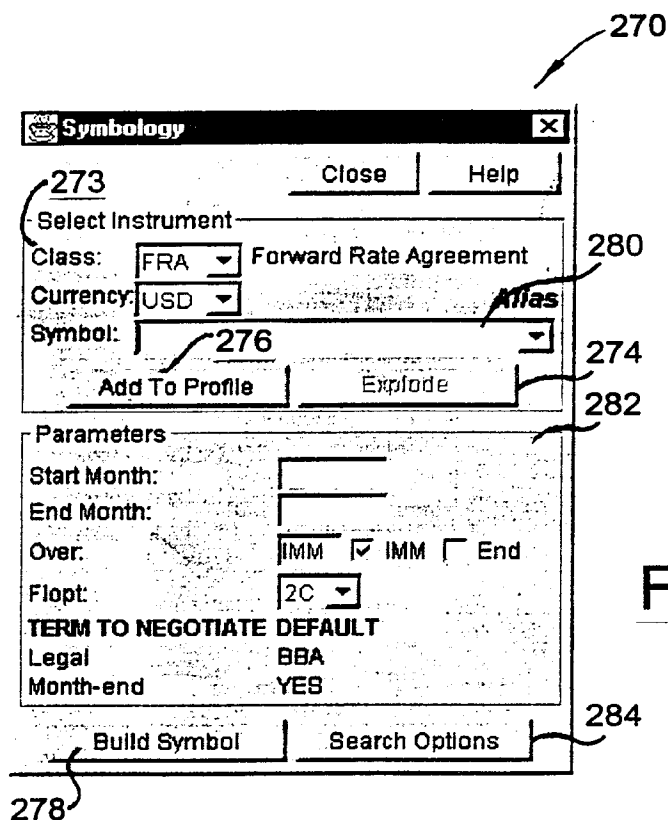 270
Symbology
Close Help
273
Select Instrument
Class: FRA Forward Rate Agreement
280
Currency: USD Alias
Symbol:
276
274
Add To Profile Explode
282
Parameters
Start Month:
End Month:
Over: IMM IMM End
Flopt: 2C
F
TERM TO NEGOTIATE DEFAULT
Legal BBA
Month-end YES
284
Build Symbol Search Options
278